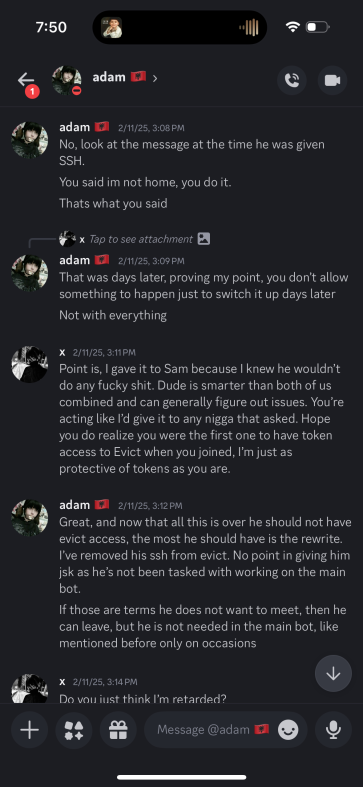 7:50
adam 🇦🇱 ›
1
adam 🇦🇱 2/11/25, 3:08 PM
No, look at the message at the time he was given
SSH.
You said im not home, you do it.
Thats what you said
x Tap to see attachment
adam 🇦🇱 2/11/25, 3:09 PM
That was days later, proving my point, you don't allow
something to happen just to switch it up days later
Not with everything
x 2/11/25, 3:11 PM
Point is, I gave it to Sam because I knew he wouldn't
do any fucky shit. Dude is smarter than both of us
combined and can generally figure out issues. You're
acting like I'd give it to any nigga that asked. Hope
you do realize you were the first one to have token
access to Evict when you joined, I'm just as
protective of tokens as you are.
adam 🇦🇱 2/11/25, 3:12 PM
Great, and now that all this is over he should not have
evict access, the most he should have is the rewrite.
I've removed his ssh from evict. No point in giving him
jsk as he's not been tasked with working on the main
bot.
If those are terms he does not want to meet, then he
can leave, but he is not needed in the main bot, like
mentioned before only on occasions
x 2/11/25, 3:14 PM
Do you just think I'm retarded?
Message @adam 🇦🇱